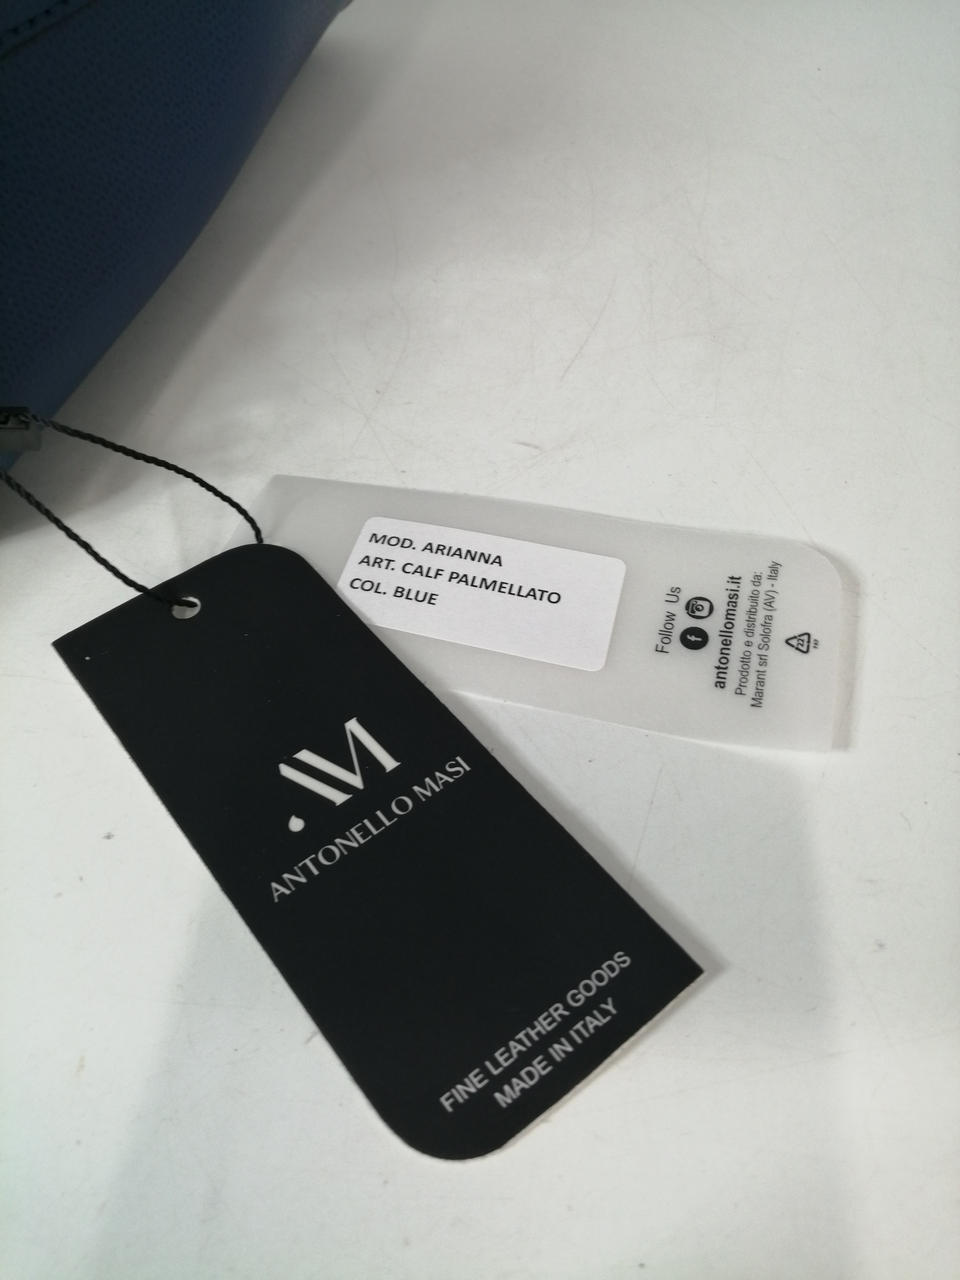 MOD. ARIANNA
ART. CALF PALMELLATO
COL. BLUE
Follow Us
antonellomasi.it
Prodotto e distribuito da:
Marant srl Solofra (AV) - Italy
AM
ANTONELLO MASI
FINE LEATHER GOODS
MADE IN ITALY